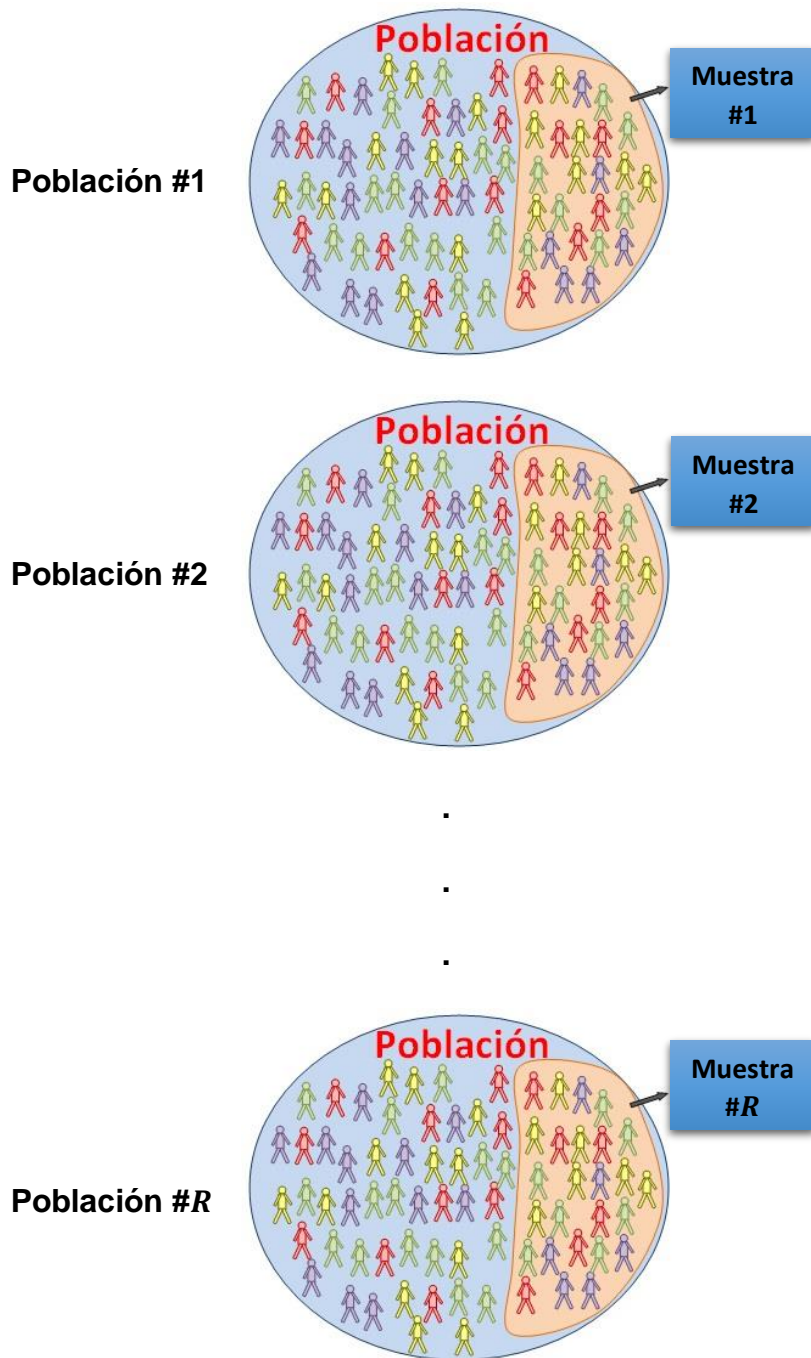 Población
Muestra
#1
Población #1
Población
Muestra
#2
Población #2
.
.
.
Población
Muestra
#R
Población #R